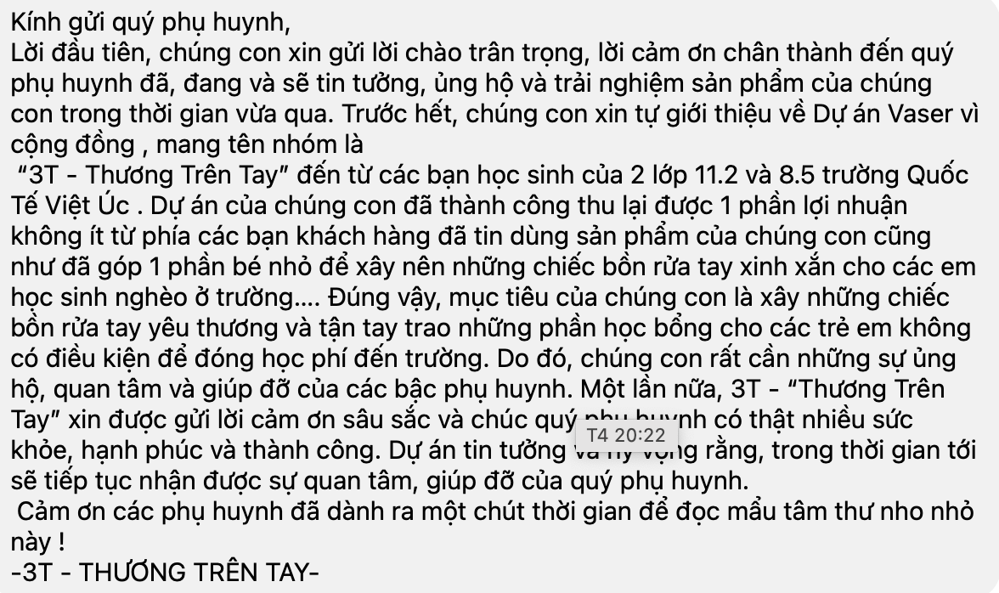 Kính gửi quý phụ huynh,
Lời đầu tiên, chúng con xin gửi lời chào trân trọng, lời cảm ơn chân thành đến quý
phụ huynh đã, đang và sẽ tin tưởng, ủng hộ và trải nghiệm sản phẩm của chúng
con trong thời gian vừa qua. Trước hết, chúng con xin tự giới thiệu về Dự án Vaser vì
cộng đồng , mang tên nhóm là
“3T - Thương Trên Tay” đến từ các bạn học sinh của 2 lớp 11.2 và 8.5 trường Quốc
Tế Việt Úc . Dự án của chúng con đã thành công thu lại được 1 phần lợi nhuận
không ít từ phía các bạn khách hàng đã tin dùng sản phẩm của chúng con cũng
như đã góp 1 phần bé nhỏ để xây nên những chiếc bồn rửa tay xinh xắn cho các em
học sinh nghèo ở trường.... Đúng vậy, mục tiêu của chúng con là xây những chiếc
bồn rửa tay yêu thương và tận tay trao những phần học bổng cho các trẻ em không
có điều kiện để đóng học phí đến trường. Do đó, chúng con rất cần những sự ủng
hộ, quan tâm và giúp đỡ của các bậc phụ huynh. Một lần nữa, 3T - “Thương Trên
Tay” xin được gửi lời cảm ơn sâu sắc và chúc quý phụ huynh có thật nhiều sức
T4 20:22
khỏe, hạnh phúc và thành công. Dự án tin tưởng và hy vọng rằng, trong thời gian tới
sẽ tiếp tục nhận được sự quan tâm, giúp đỡ của quý phụ huynh.
Cảm ơn các phụ huynh đã dành ra một chút thời gian để đọc mẩu tâm thư nho nhỏ
này !
-3T - THƯƠNG TRÊN TAY-